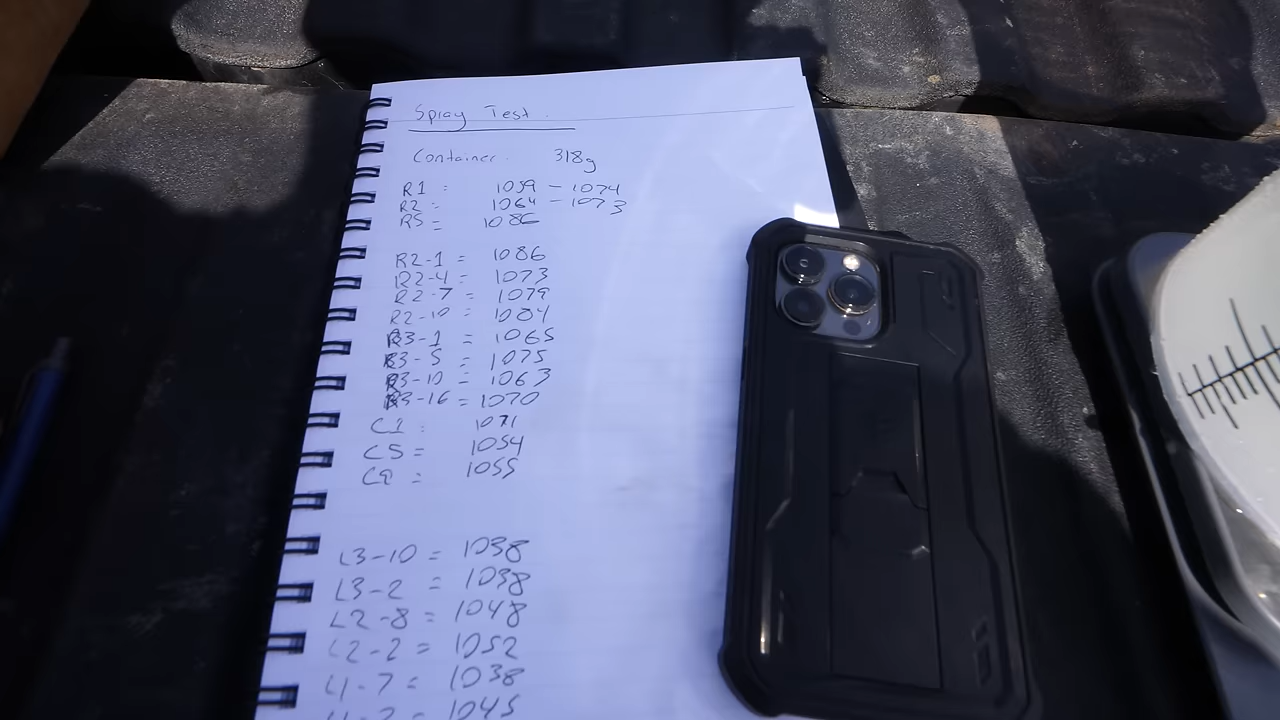 Spray Test.
Container. 318g
R1 = 1059 - 1074
R2 = 1064 - 1073
R5 = 1086
R2-1 = 1086
R2-4 = 1073
R2-7 = 1079
R2-10 = 1084
R3-1 = 1065
R3-5 = 1075
R3-10 = 1063
R3-16 = 1070
C1 = 1071
C5 = 1054
C9 = 1055
L3-10 = 1038
L3-2 = 1038
L2-8 = 1048
L2-2 = 1052
L1-7 = 1038
1045